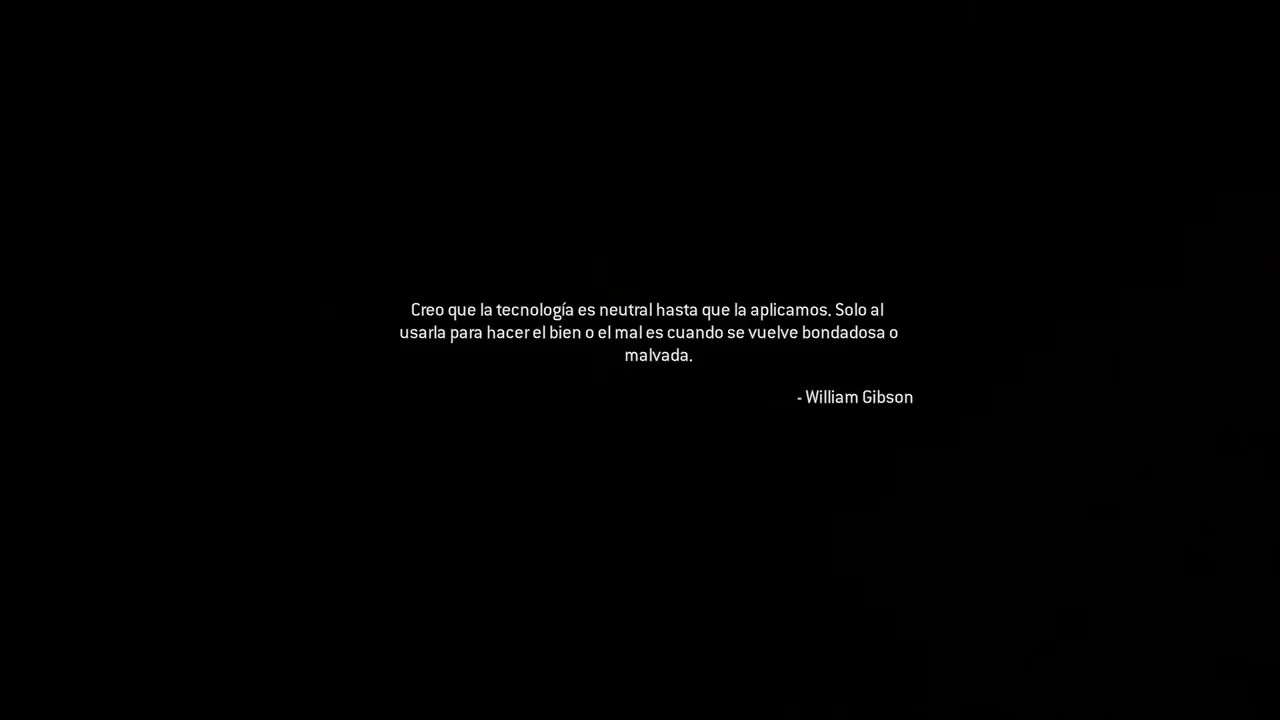 Creo que la tecnología es neutral hasta que la aplicamos. Solo al
usarla para hacer el bien o el mal es cuando se vuelve bondadosa o
malvada.
- William Gibson